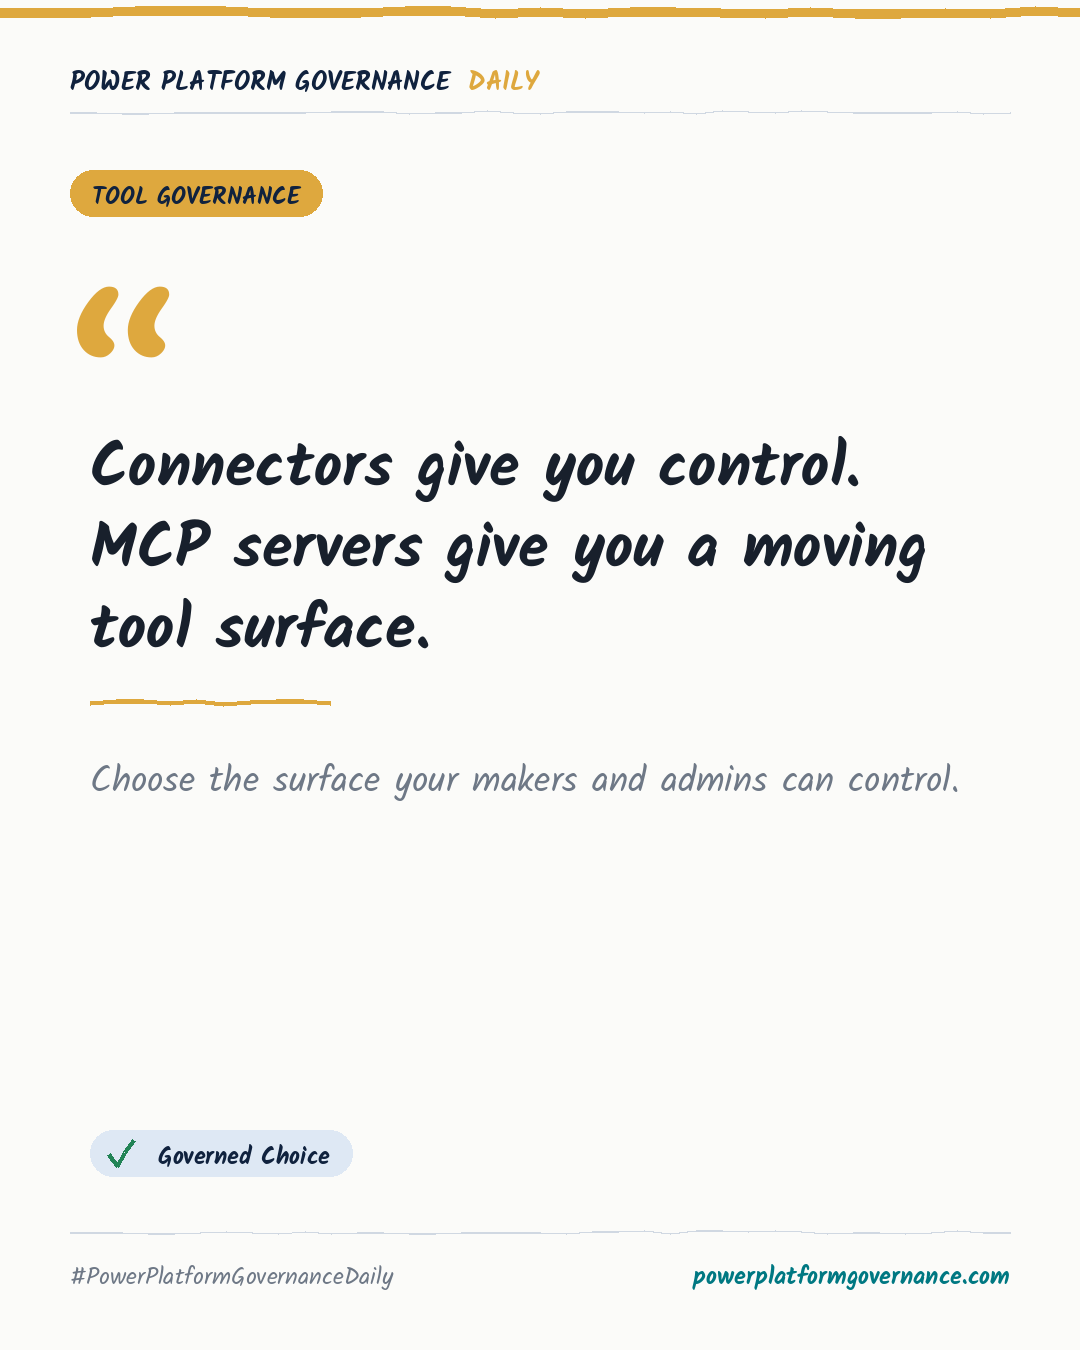 POWER PLATFORM GOVERNANCE DAILY
TOOL GOVERNANCE
“
Connectors give you control.
MCP servers give you a moving
tool surface.
Choose the surface your makers and admins can control.
✓ Governed Choice
#PowerPlatformGovernanceDaily
powerplatformgovernance.com